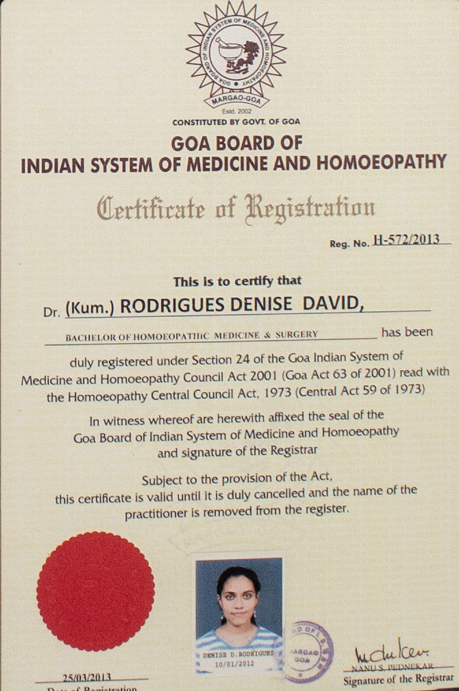 GOA BOARD OF INDIAN SYSTEM OF MEDICINE AND HOMOEOPATHY
MARGAO-GOA
Estd. 2002
CONSTITUTED BY GOVT. OF GOA
GOA BOARD OF
INDIAN SYSTEM OF MEDICINE AND HOMOEOPATHY
Certificate of Registration
Reg. No. H-572/2013
This is to certify that
Dr. (Kum.) RODRIGUES DENISE DAVID,
BACHELOR OF HOMOEOPATHIC MEDICINE & SURGERY has been
duly registered under Section 24 of the Goa Indian System of
Medicine and Homoeopathy Council Act 2001 (Goa Act 63 of 2001) read with
the Homoeopathy Central Council Act, 1973 (Central Act 59 of 1973)
In witness whereof are herewith affixed the seal of the
Goa Board of Indian System of Medicine and Homoeopathy
and signature of the Registrar
Subject to the provision of the Act,
this certificate is valid until it is duly cancelled and the name of the
practitioner is removed from the register.
DENISE D.RODRIGUES
10/01/2012
MARGAO
GOA
NANU S. PEDNEKAR
25/03/2013
Signature of the Registrar
Date of Registration